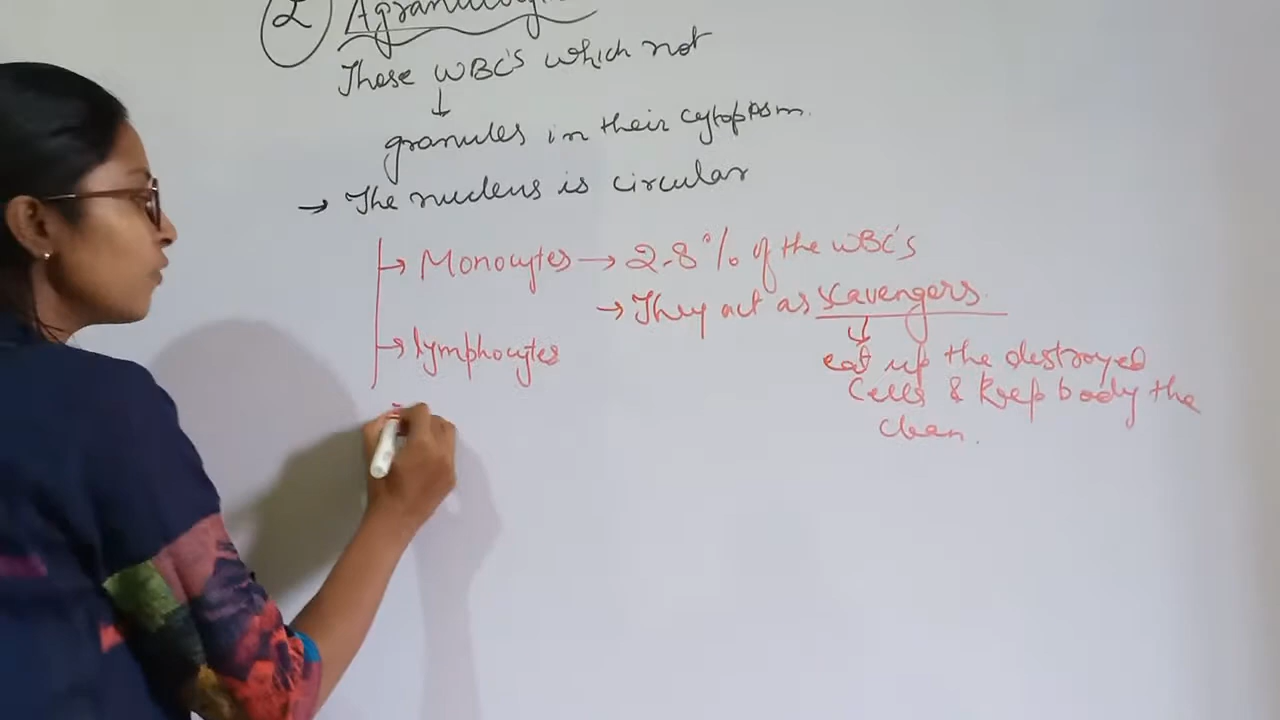 2
These WBC's which not
↓
granules in their cytoplasm.
→ The nucleus is circular
→ Monocytes → 2-8% of the WBC's
→ They act as scavengers.
→ lymphocytes
↓
eat up the destroyed
cells & keep body the
clean.